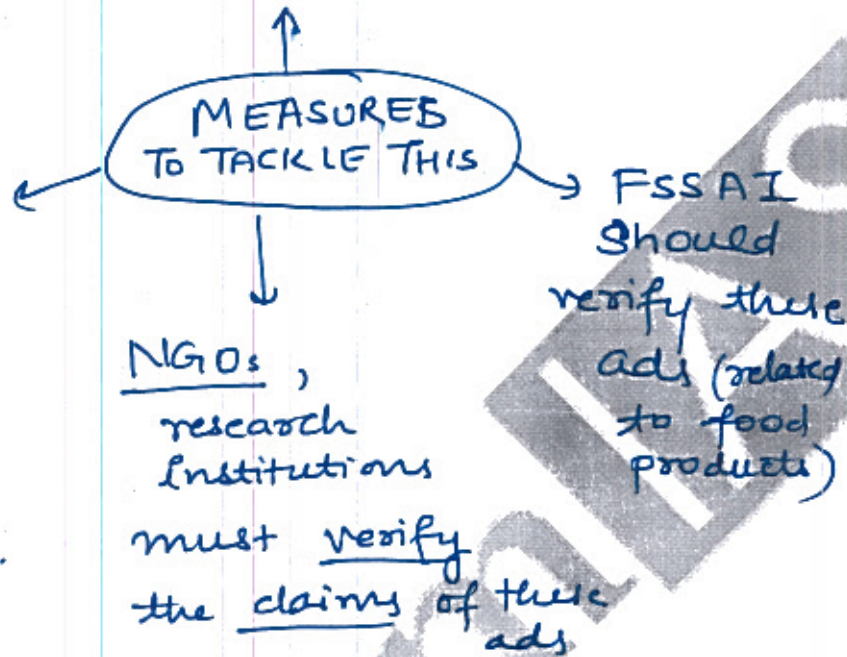 MEASURES
TO TACKLE THIS
FSSAI
should
verify these
ads (related
to food
products)
NGOs,
research
institutions
must verify
the claims of these
ads